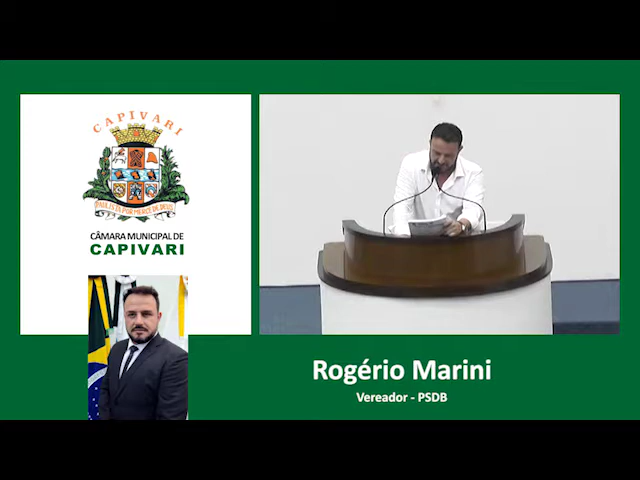 CAPIVARI
PAULISTA POR MERCÊ DE DEUS
CÂMARA MUNICIPAL DE
CAPIVARI
Rogério Marini
Vereador - PSDB